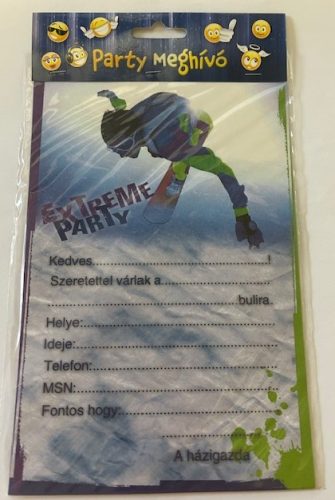 Party Meghívó
EXTREME
PARTY
Kedves..........................................!
Szeretettel várlak a..........................
.................................................. bulira.
Helye:..............................................
Ideje:...............................................
Telefon:...........................................
MSN:...............................................
Fontos hogy:...................................
........................
A házigazda